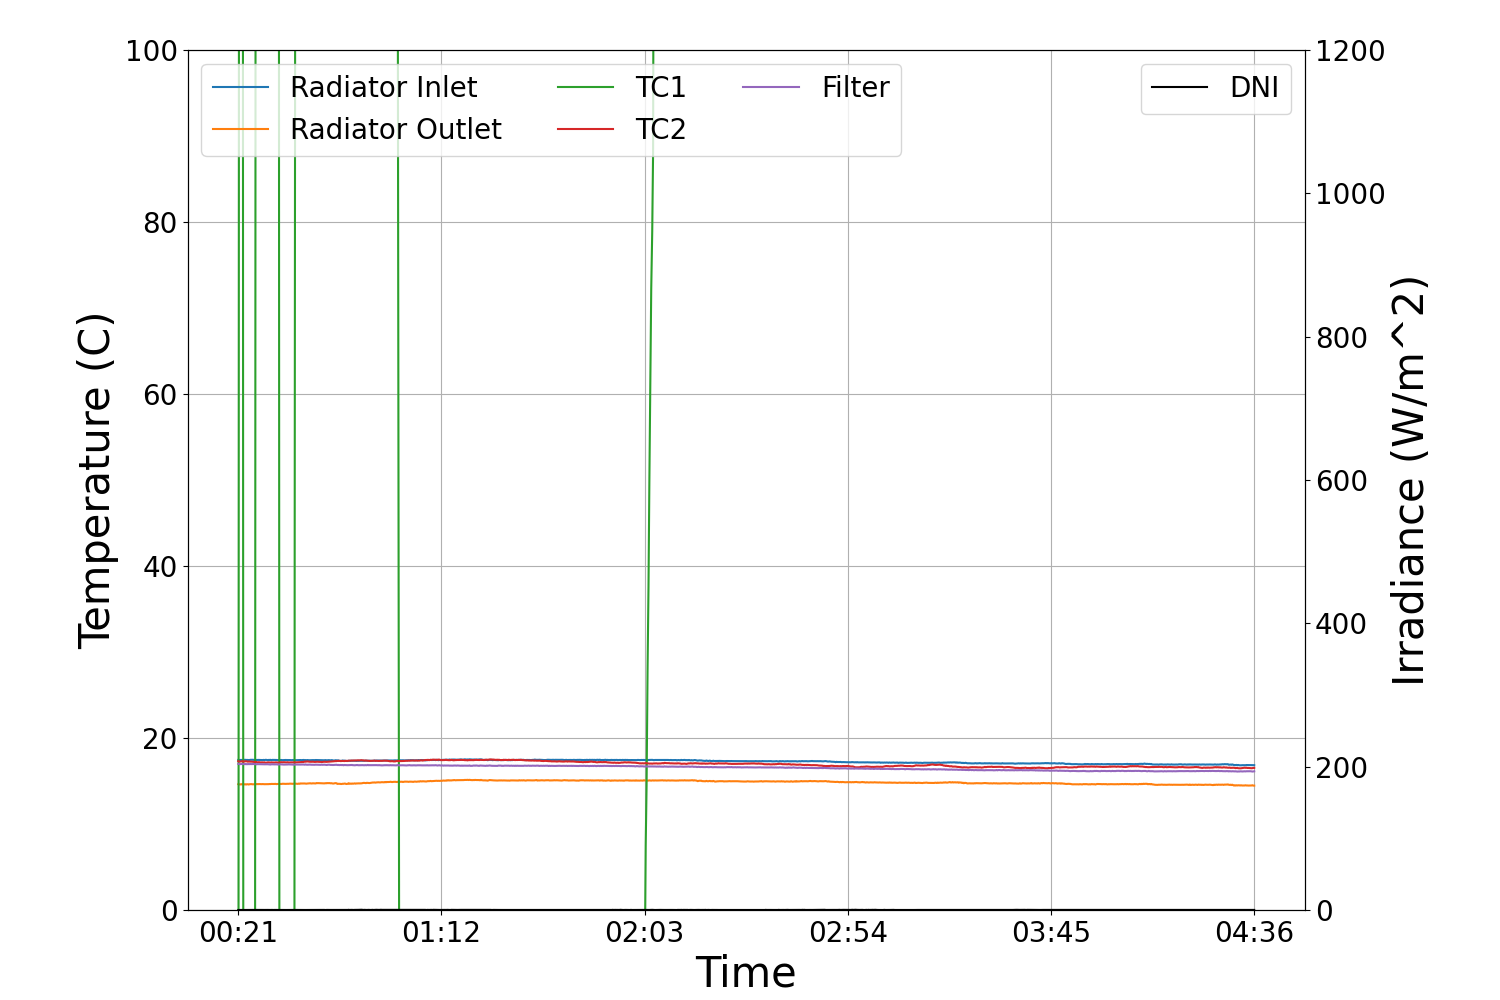 100
80
60
40
20
0
Temperature (C)
Radiator Inlet
Radiator Outlet
TC1
TC2
Filter
DNI
1200
1000
800
600
400
200
0
Irradiance (W/m^2)
00:21 01:12 02:03 02:54 03:45 04:36
Time